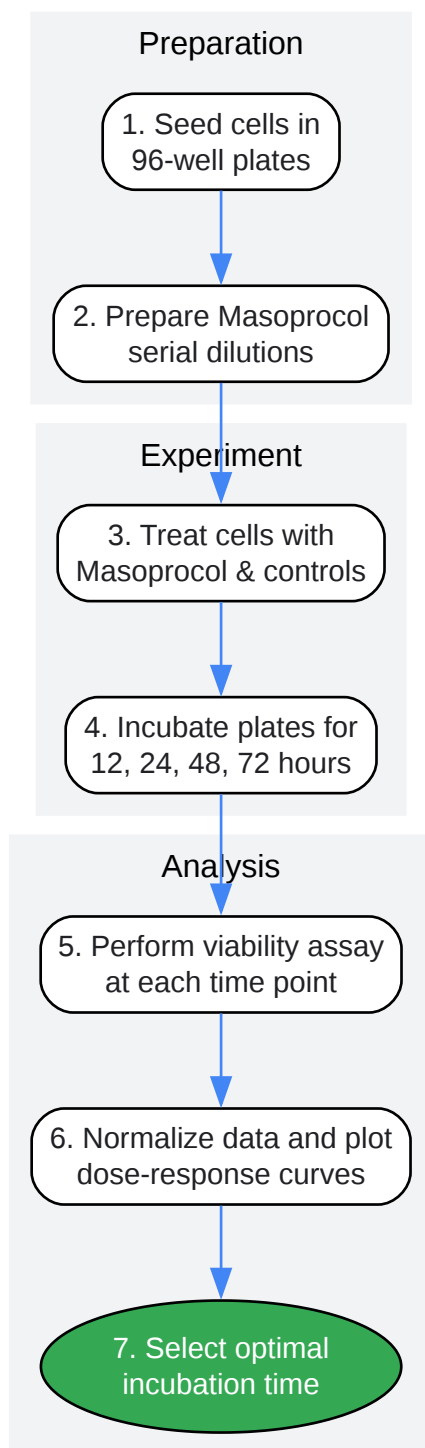 Preparation
1. Seed cells in
96-well plates
2. Prepare Masoprocol
serial dilutions
Experiment
3. Treat cells with
Masoprocol & controls
4. Incubate plates for
12, 24, 48, 72 hours
Analysis
5. Perform viability assay
at each time point
6. Normalize data and plot
dose-response curves
7. Select optimal
incubation time